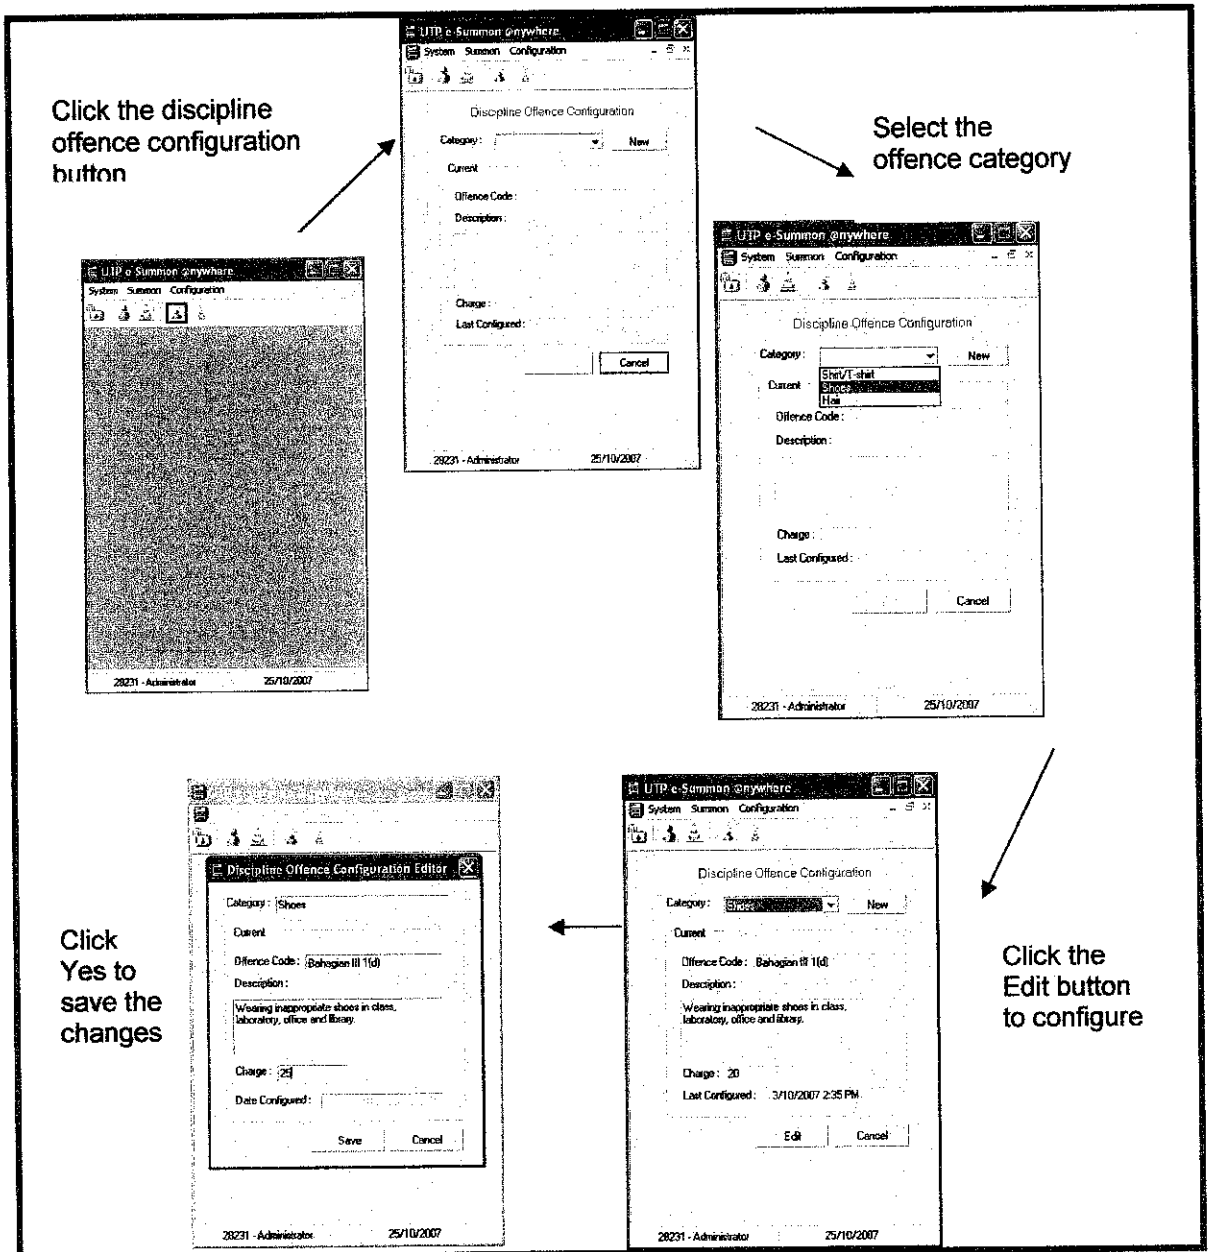 Click the discipline
offence configuration
button
UTP e-Summon @nywhere
System Summon Configuration
28231 - Administrator 25/10/2007
UTP e-Summon @nywhere
System Summon Configuration
Discipline Offence Configuration
Category : New
Current
Offence Code :
Description :
Charge :
Last Configured :
Cancel
28231 - Administrator 25/10/2007
Select the
offence category
UTP e-Summon @nywhere
System Summon Configuration
Discipline Offence Configuration
Category : New
Shirt/T-shirt
Current Shoes
Hair
Offence Code :
Description :
Charge :
Last Configured :
Cancel
28231 - Administrator 25/10/2007
Click the
Edit button
to configure
UTP e-Summon @nywhere
System Summon Configuration
Discipline Offence Configuration
Category : Shoes New
Current
Offence Code : Bahagian III 1(d)
Description :
Wearing inappropriate shoes in class,
laboratory, office and library.
Charge : 20
Last Configured : 3/10/2007 2:35 PM
Edit Cancel
28231 - Administrator 25/10/2007
Click
Yes to
save the
changes
Discipline Offence Configuration Editor
Category : Shoes
Current
Offence Code : Bahagian III 1(d)
Description :
Wearing inappropriate shoes in class,
laboratory, office and library.
Charge : 25
Date Configured :
Save Cancel
28231 - Administrator 25/10/2007